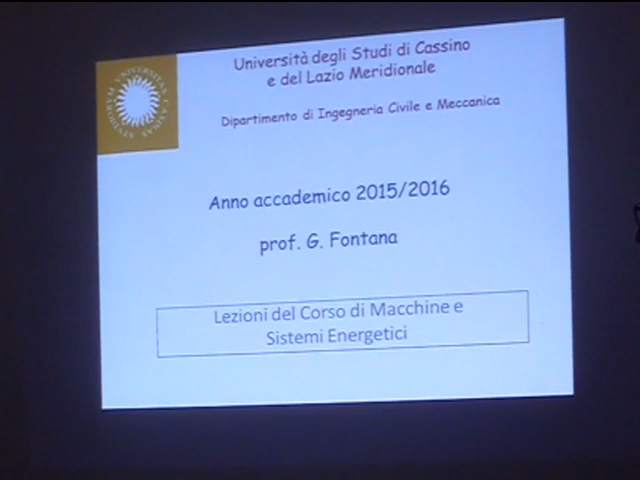 Università degli Studi di Cassino
e del Lazio Meridionale
Dipartimento di Ingegneria Civile e Meccanica
Anno accademico 2015/2016
prof. G. Fontana
Lezioni del Corso di Macchine e
Sistemi Energetici